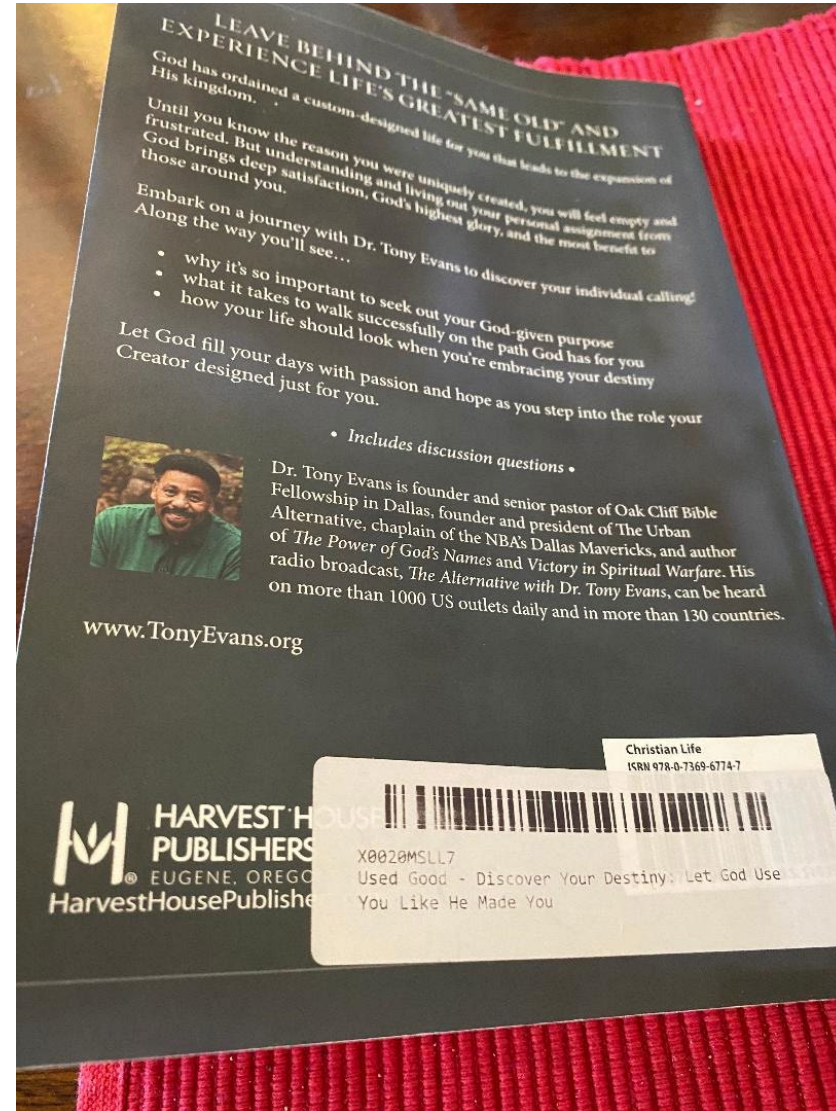 LEAVE BEHIND THE "SAME OLD" AND
EXPERIENCE LIFE'S GREATEST FULFILLMENT
God has ordained a custom-designed life for you that leads to the expansion of
His kingdom.
Until you know the reason you were uniquely created, you will feel empty and
frustrated. But understanding and living out your personal assignment from
God brings deep satisfaction, God's highest glory, and the most benefit to
those around you.
Embark on a journey with Dr. Tony Evans to discover your individual calling!
Along the way you'll see...
• why it's so important to seek out your God-given purpose
• what it takes to walk successfully on the path God has for you
• how your life should look when you're embracing your destiny
Let God fill your days with passion and hope as you step into the role your
Creator designed just for you.
• Includes discussion questions •
Dr. Tony Evans is founder and senior pastor of Oak Cliff Bible
Fellowship in Dallas, founder and president of The Urban
Alternative, chaplain of the NBA's Dallas Mavericks, and author
of The Power of God's Names and Victory in Spiritual Warfare. His
radio broadcast, The Alternative with Dr. Tony Evans, can be heard
on more than 1000 US outlets daily and in more than 130 countries.
www.TonyEvans.org
Christian Life
ISBN 978-0-7369-6774-7
HARVEST HOUSE
PUBLISHERS
EUGENE, OREGO
HarvestHousePublishe
X0020MSLL7
Used Good - Discover Your Destiny: Let God Use
You Like He Made You